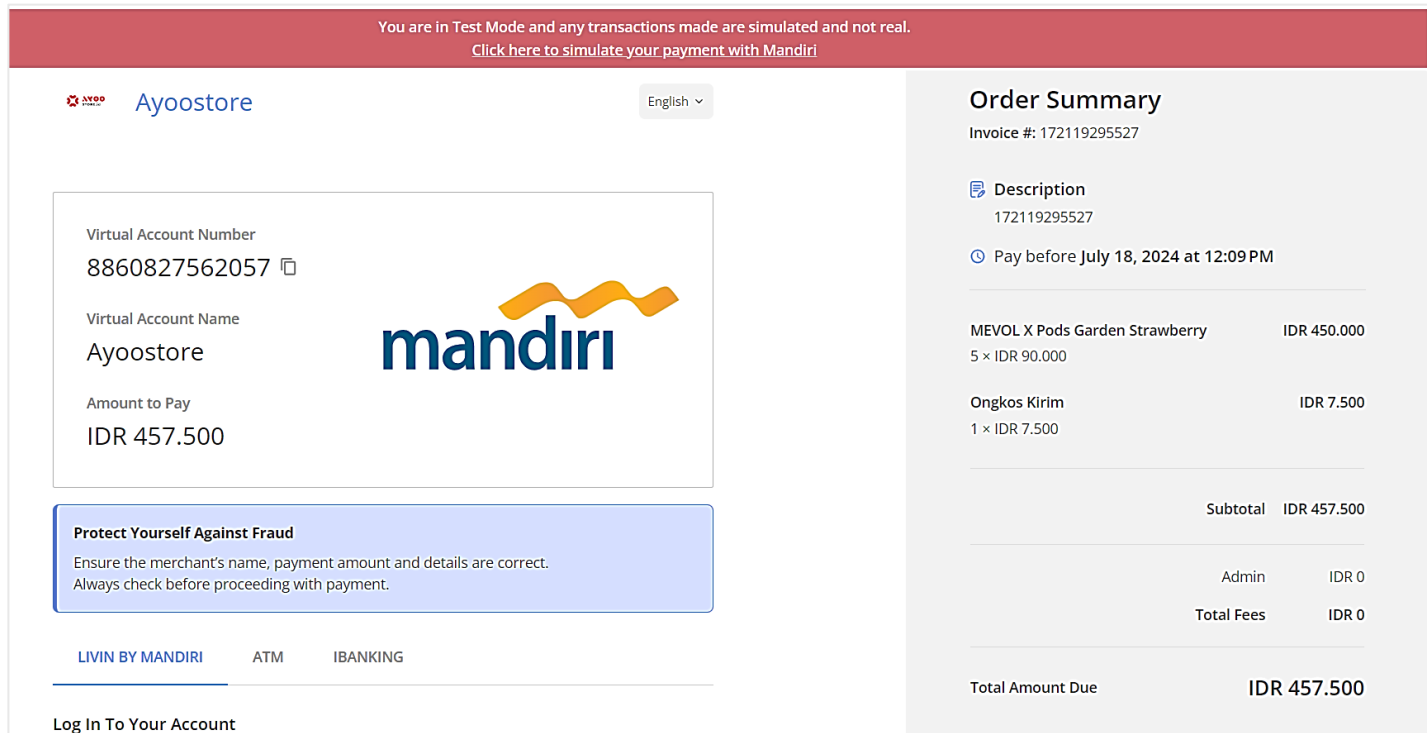 You are in Test Mode and any transactions made are simulated and not real.
Click here to simulate your payment with Mandiri
AYOO
Ayoostore
English
Virtual Account Number
8860827562057
Virtual Account Name
Ayoostore
Amount to Pay
IDR 457.500
mandiri
Protect Yourself Against Fraud
Ensure the merchant's name, payment amount and details are correct.
Always check before proceeding with payment.
LIVIN BY MANDIRI ATM IBANKING
Log In To Your Account
Order Summary
Invoice #: 172119295527
Description
172119295527
Pay before July 18, 2024 at 12:09 PM
MEVOL X Pods Garden Strawberry IDR 450.000
5 × IDR 90.000
Ongkos Kirim IDR 7.500
1 × IDR 7.500
Subtotal IDR 457.500
Admin IDR 0
Total Fees IDR 0
Total Amount Due IDR 457.500